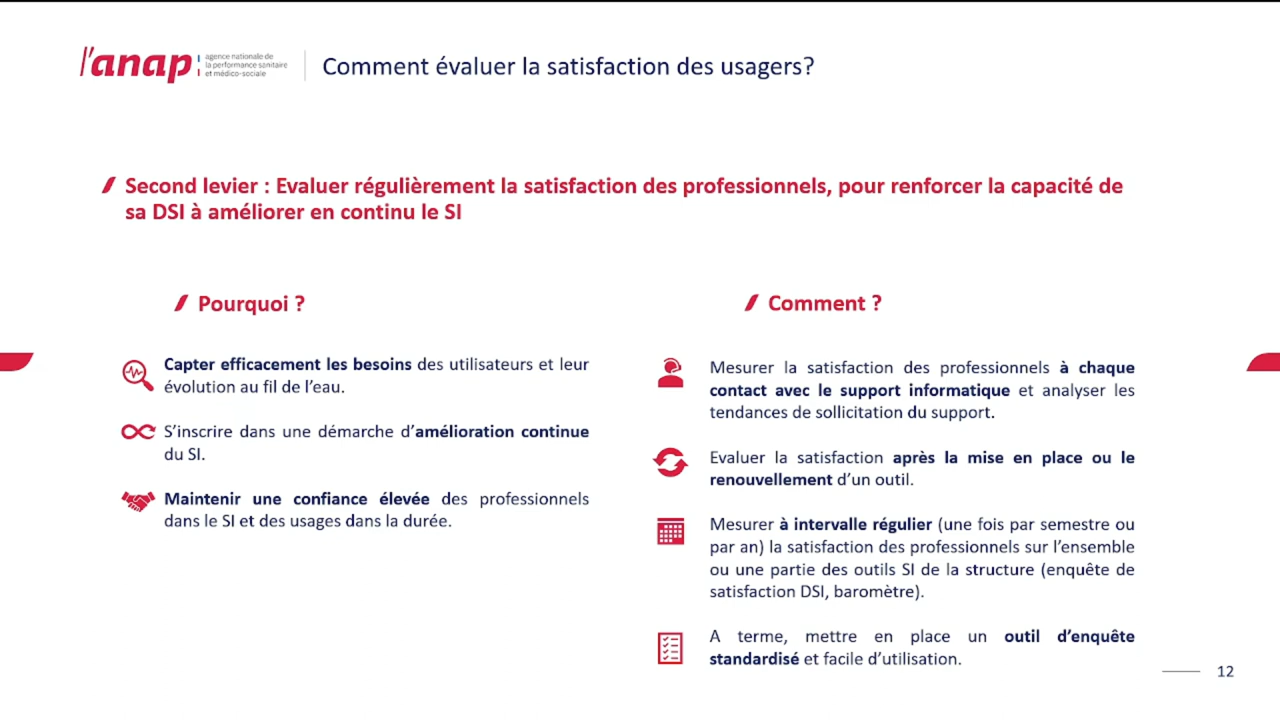 l'anap
agence nationale de
la performance sanitaire
et médico-sociale
Comment évaluer la satisfaction des usagers?
Second levier : Evaluer régulièrement la satisfaction des professionnels, pour renforcer la capacité de
sa DSI à améliorer en continu le SI
Pourquoi ?
Capter efficacement les besoins des utilisateurs et leur
évolution au fil de l'eau.
S'inscrire dans une démarche d'amélioration continue
du SI.
Maintenir une confiance élevée des professionnels
dans le SI et des usages dans la durée.
Comment ?
Mesurer la satisfaction des professionnels à chaque
contact avec le support informatique et analyser les
tendances de sollicitation du support.
Evaluer la satisfaction après la mise en place ou le
renouvellement d'un outil.
Mesurer à intervalle régulier (une fois par semestre ou
par an) la satisfaction des professionnels sur l'ensemble
ou une partie des outils SI de la structure (enquête de
satisfaction DSI, baromètre).
A terme, mettre en place un outil d'enquête
standardisé et facile d'utilisation.
12